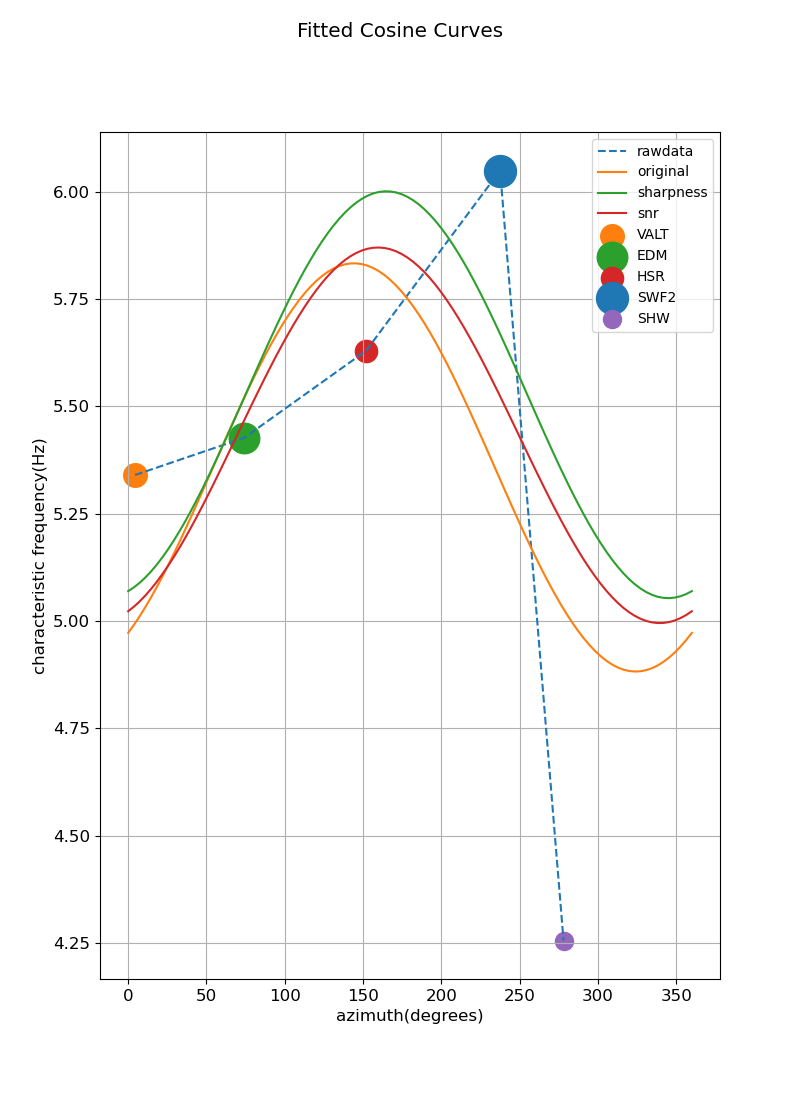 Fitted Cosine Curves
rawdata
original
sharpness
snr
VALT
EDM
HSR
SWF2
SHW
characteristic frequency(Hz)
6.00
5.75
5.50
5.25
5.00
4.75
4.50
4.25
0 50 100 150 200 250 300 350
azimuth(degrees)